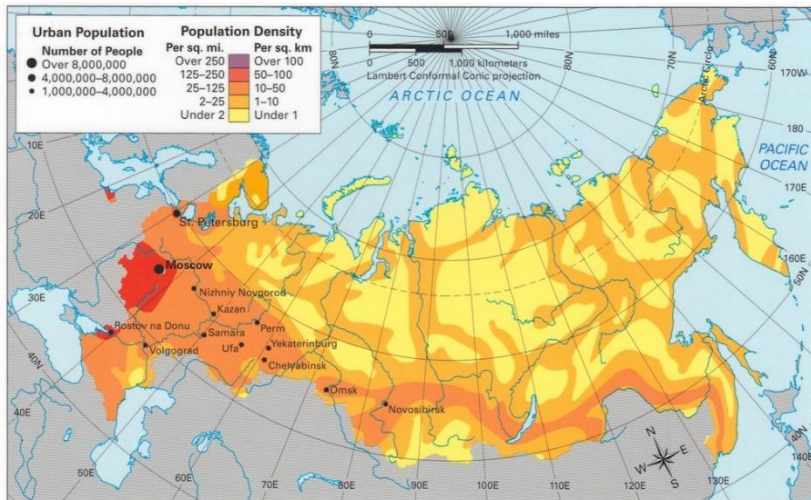 Urban Population
Number of People
Over 8,000,000
4,000,000–8,000,000
1,000,000–4,000,000
Population Density
Per sq. mi. Per sq. km
Over 250 Over 100
125–250 50–100
25–125 10–50
2–25 1–10
Under 2 Under 1
0 500 1,000 miles
0 500 1,000 kilometers
Lambert Conformal Conic projection
ARCTIC OCEAN
Arctic Circle
PACIFIC
OCEAN
80N
70N
60N
170W
180
170E
160E
50N
10E
20E
30E
40N
40E
50E
60E
70E
80E
90E
100E
110E
120E
130E
140E
40N
St. Petersburg
Moscow
Nizhniy Novgorod
Kazan
Perm
Rostov na Donu
Samara
Volgograd
Ufa
Yekaterinburg
Chelyabinsk
Omsk
Novosibirsk
N
W E
S